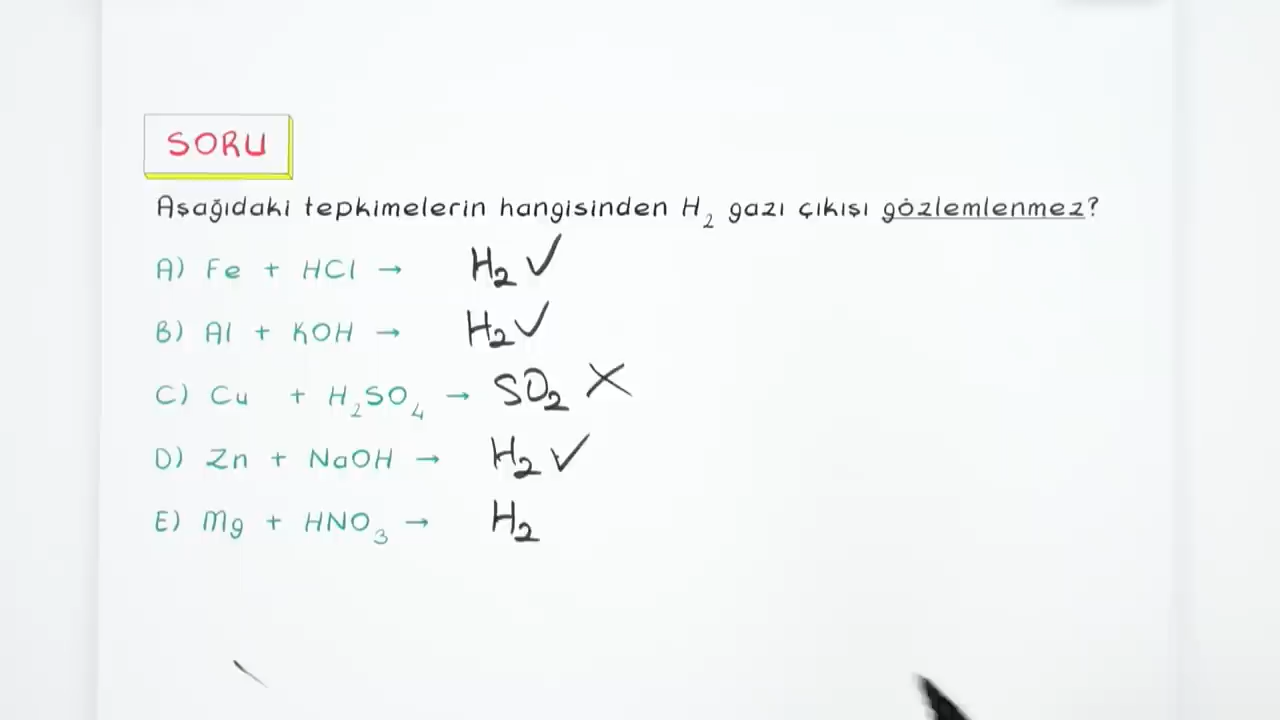 SORU
Aşağıdaki tepkimelerin hangisinden H₂ gazı çıkışı gözlemlenmez?
A) Fe + HCl → H₂ ✓
B) Al + KOH → H₂ ✓
C) Cu + H₂SO₄ → SO₂ ✗
D) Zn + NaOH → H₂ ✓
E) Mg + HNO₃ → H₂